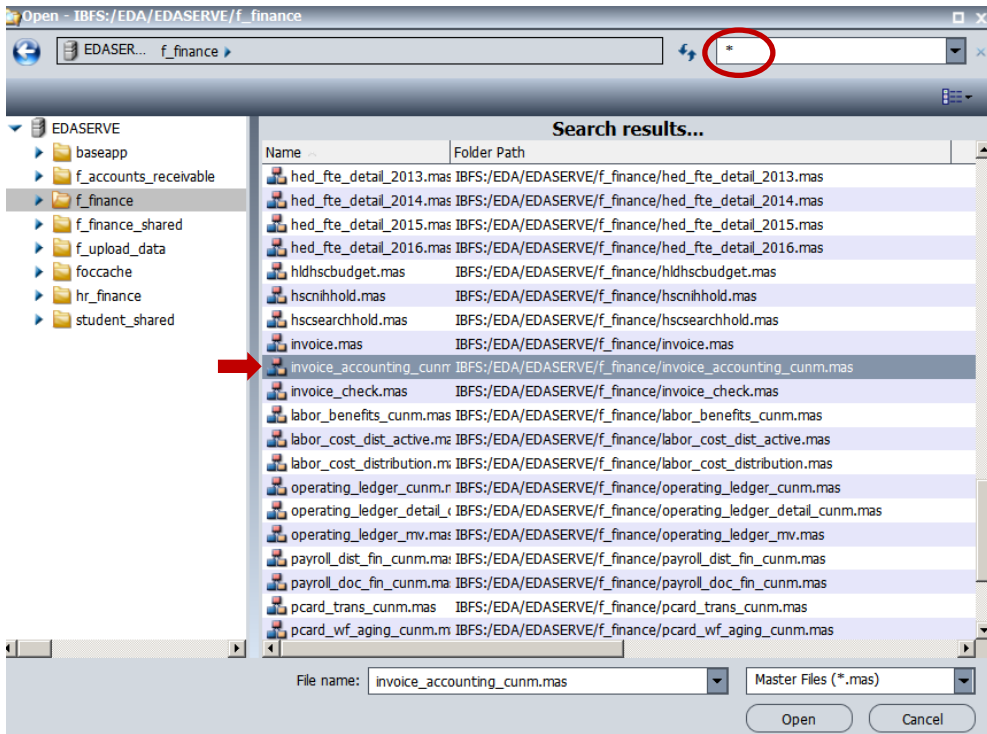 Open - IBFS:/EDA/EDASERVE/f_finance
EDASER... f_finance
*
EDASERVE
baseapp
f_accounts_receivable
f_finance
f_finance_shared
f_upload_data
foccache
hr_finance
student_shared
Search results...
Name Folder Path
hed_fte_detail_2013.mas IBFS:/EDA/EDASERVE/f_finance/hed_fte_detail_2013.mas
hed_fte_detail_2014.mas IBFS:/EDA/EDASERVE/f_finance/hed_fte_detail_2014.mas
hed_fte_detail_2015.mas IBFS:/EDA/EDASERVE/f_finance/hed_fte_detail_2015.mas
hed_fte_detail_2016.mas IBFS:/EDA/EDASERVE/f_finance/hed_fte_detail_2016.mas
hldhscbudget.mas IBFS:/EDA/EDASERVE/f_finance/hldhscbudget.mas
hscnihhold.mas IBFS:/EDA/EDASERVE/f_finance/hscnihhold.mas
hscsearchhold.mas IBFS:/EDA/EDASERVE/f_finance/hscsearchhold.mas
invoice.mas IBFS:/EDA/EDASERVE/f_finance/invoice.mas
invoice_accounting_cunm IBFS:/EDA/EDASERVE/f_finance/invoice_accounting_cunm.mas
invoice_check.mas IBFS:/EDA/EDASERVE/f_finance/invoice_check.mas
labor_benefits_cunm.mas IBFS:/EDA/EDASERVE/f_finance/labor_benefits_cunm.mas
labor_cost_dist_active.ma IBFS:/EDA/EDASERVE/f_finance/labor_cost_dist_active.mas
labor_cost_distribution.m IBFS:/EDA/EDASERVE/f_finance/labor_cost_distribution.mas
operating_ledger_cunm.m IBFS:/EDA/EDASERVE/f_finance/operating_ledger_cunm.mas
operating_ledger_detail_c IBFS:/EDA/EDASERVE/f_finance/operating_ledger_detail_cunm.mas
operating_ledger_mv.mas IBFS:/EDA/EDASERVE/f_finance/operating_ledger_mv.mas
payroll_dist_fin_cunm.mas IBFS:/EDA/EDASERVE/f_finance/payroll_dist_fin_cunm.mas
payroll_doc_fin_cunm.ma IBFS:/EDA/EDASERVE/f_finance/payroll_doc_fin_cunm.mas
pcard_trans_cunm.mas IBFS:/EDA/EDASERVE/f_finance/pcard_trans_cunm.mas
pcard_wf_aging_cunm.m IBFS:/EDA/EDASERVE/f_finance/pcard_wf_aging_cunm.mas
File name: invoice_accounting_cunm.mas Master Files (*.mas)
Open Cancel